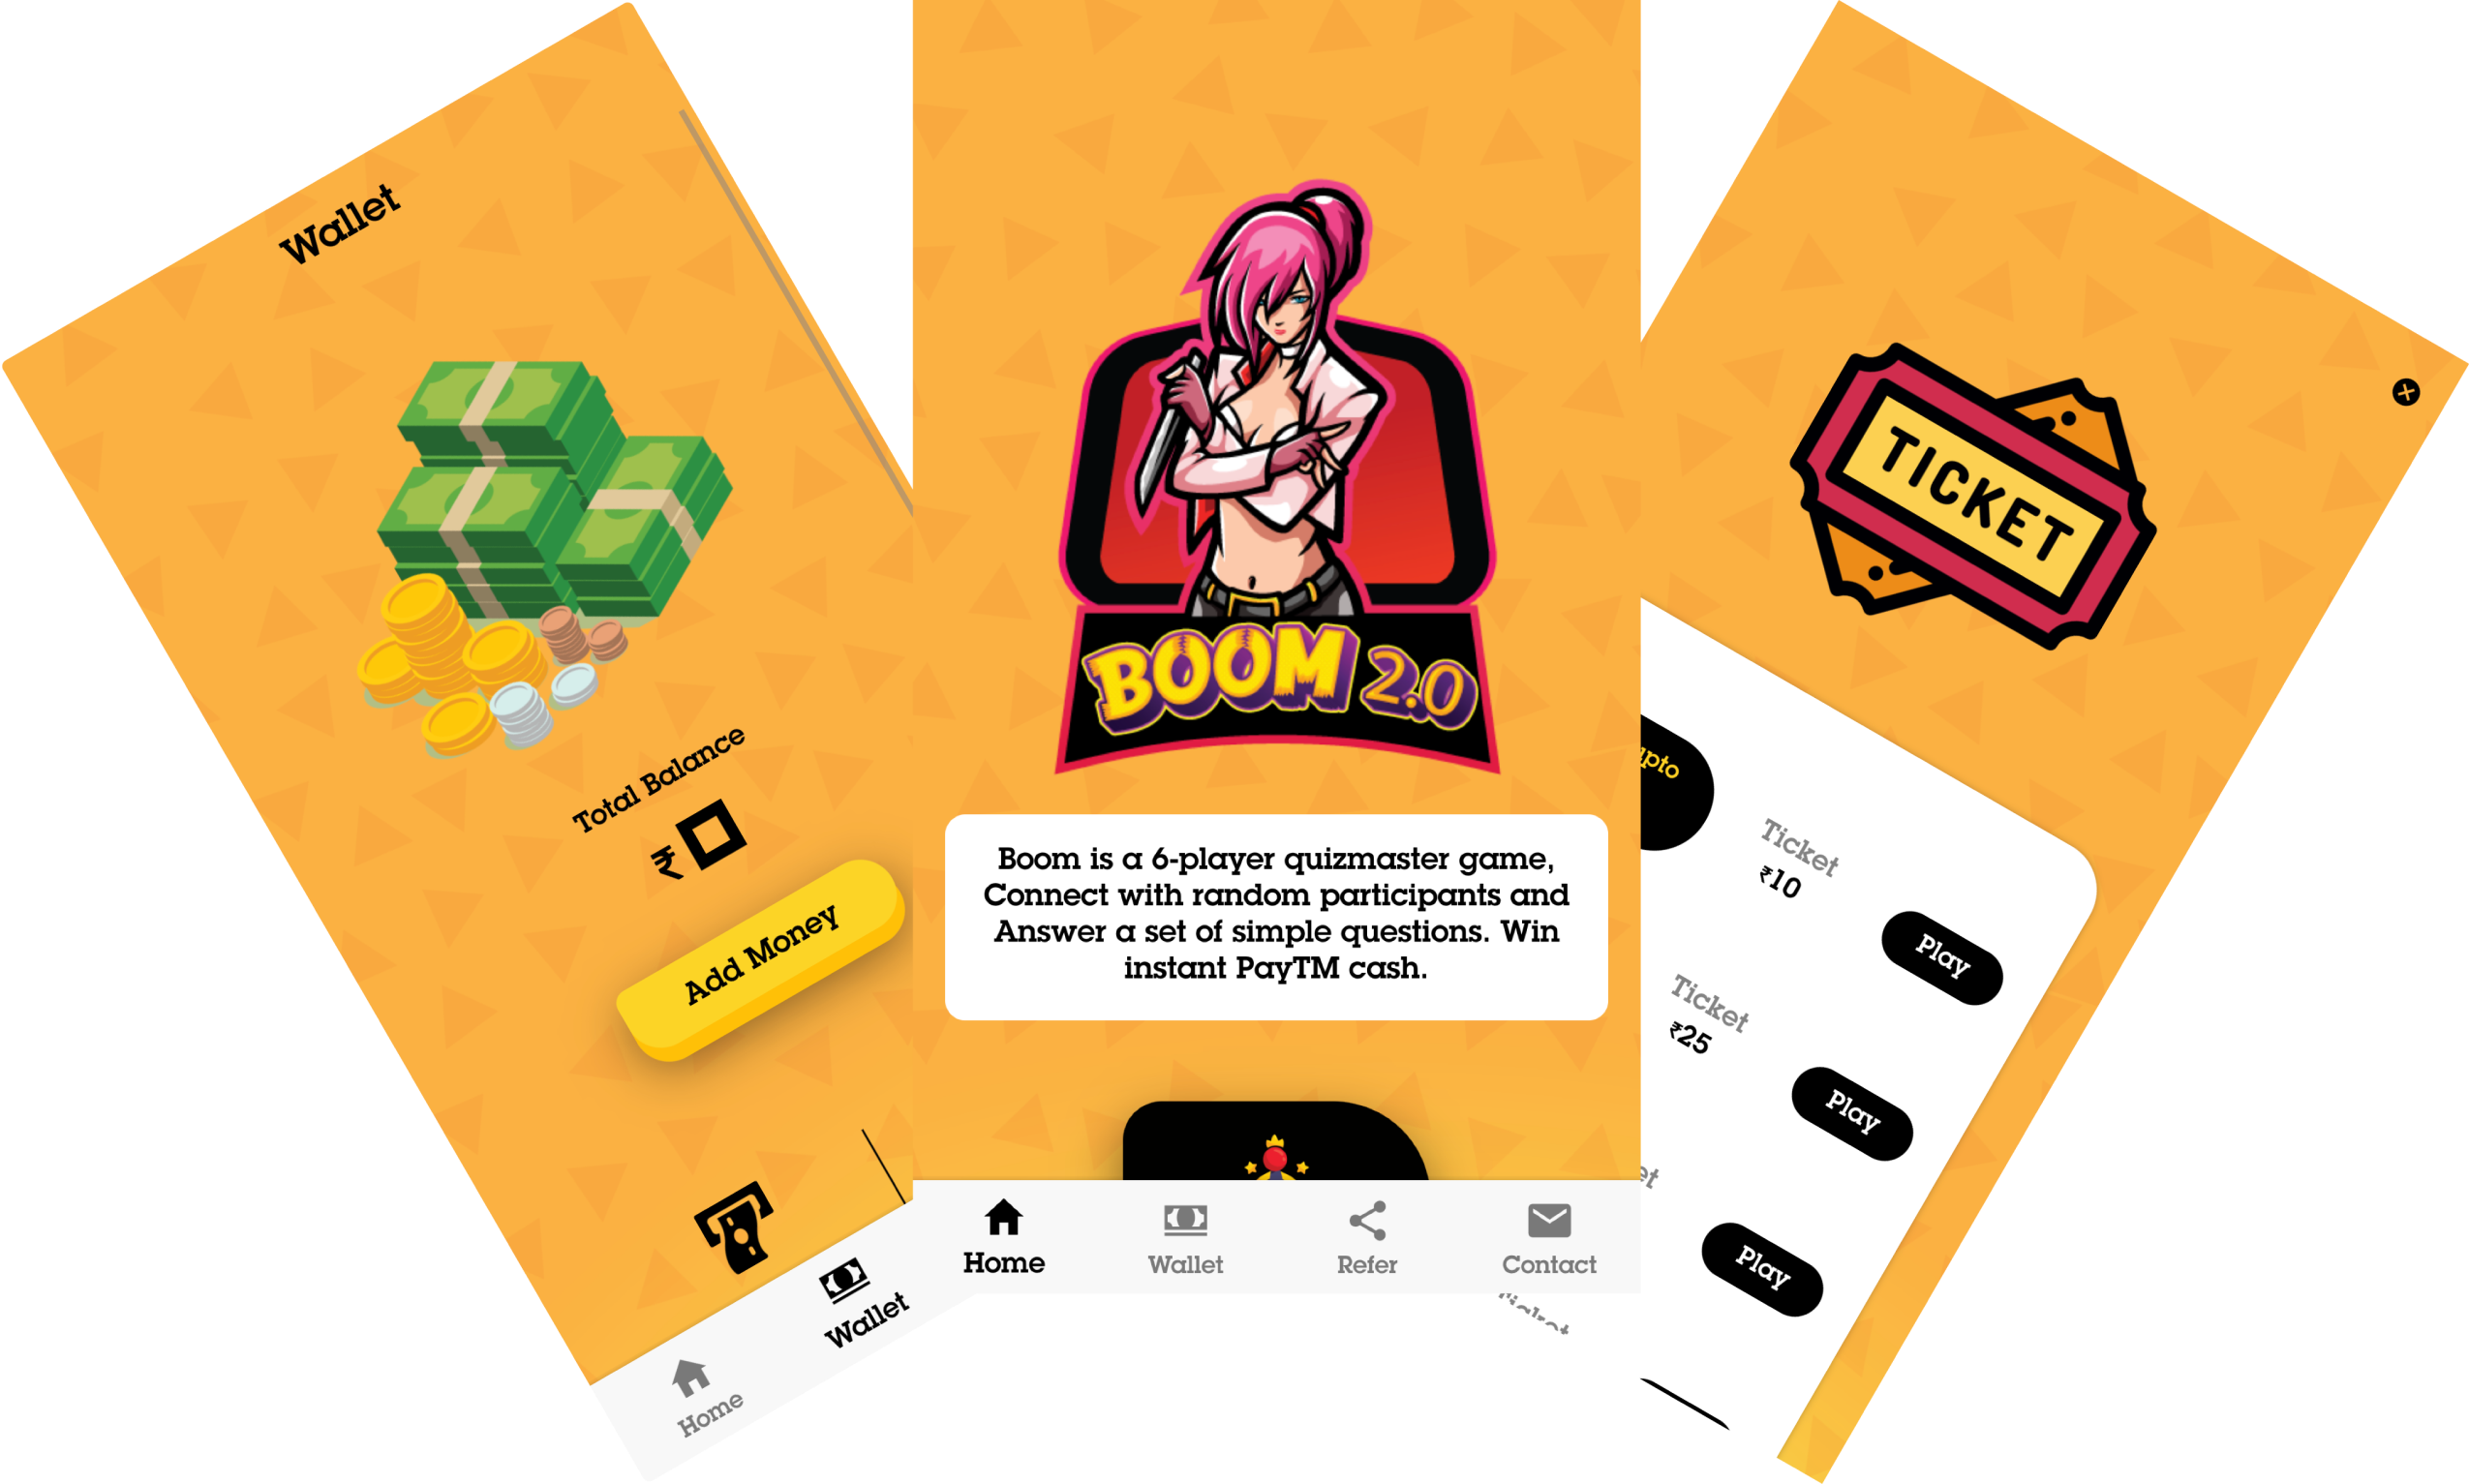 Wallet
Total Balance
₹
Add Money
Wallet
Home
BOOM 2.0
Boom is a 6-player quizmaster game,
Connect with random participants and
Answer a set of simple questions. Win
instant PayTM cash.
Home
Wallet
Refer
Contact
TICKET
Ticket
₹10
Play
Ticket
₹25
Play
Play